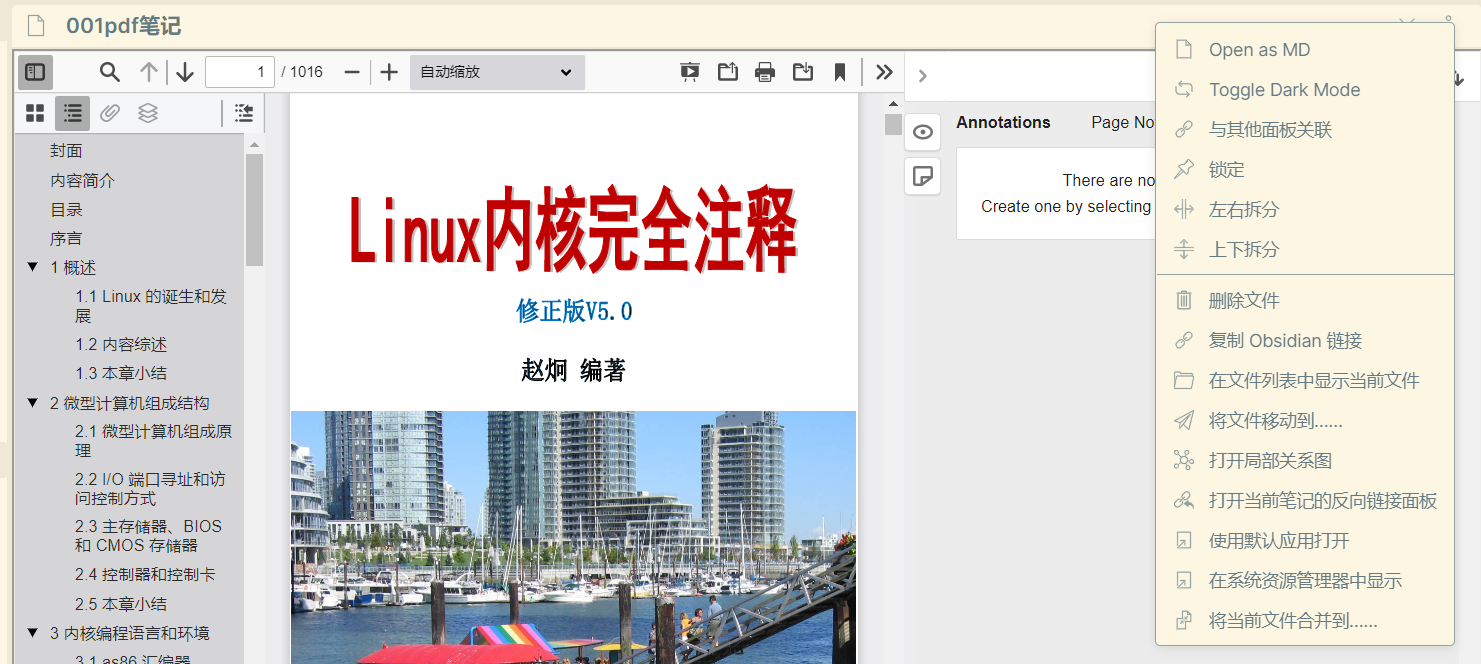 001pdf笔记
1 / 1016
自动缩放
封面
内容简介
目录
序言
1 概述
1.1 Linux 的诞生和发
展
1.2 内容综述
1.3 本章小结
2 微型计算机组成结构
2.1 微型计算机组成原
理
2.2 I/O 端口寻址和访
问控制方式
2.3 主存储器、BIOS
和 CMOS 存储器
2.4 控制器和控制卡
2.5 本章小结
3 内核编程语言和环境
3.1 as86 汇编器
Linux内核完全注释
修正版V5.0
赵炯 编著
Annotations
Page No
There are no
Create one by selecting
Open as MD
Toggle Dark Mode
与其他面板关联
锁定
左右拆分
上下拆分
删除文件
复制 Obsidian 链接
在文件列表中显示当前文件
将文件移动到......
打开局部关系图
打开当前笔记的反向链接面板
使用默认应用打开
在系统资源管理器中显示
将当前文件合并到......